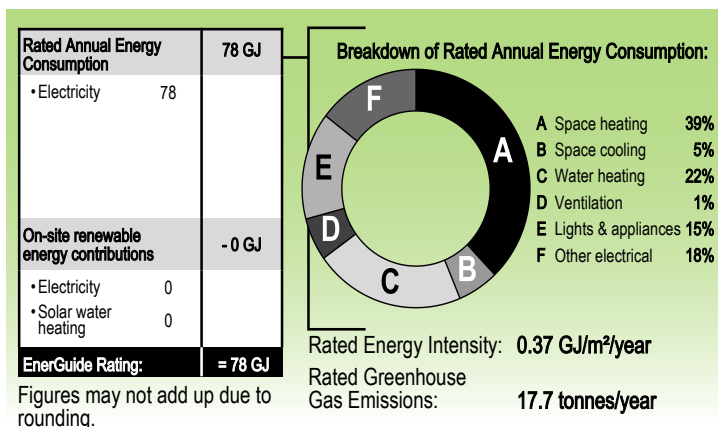 Rated Annual Energy Consumption 78 GJ
• Electricity 78
On-site renewable energy contributions - 0 GJ
• Electricity 0
• Solar water heating 0
EnerGuide Rating: = 78 GJ
Figures may not add up due to
rounding.
Breakdown of Rated Annual Energy Consumption:
A
B
C
D
E
F
A Space heating 39%
B Space cooling 5%
C Water heating 22%
D Ventilation 1%
E Lights & appliances 15%
F Other electrical 18%
Rated Energy Intensity: 0.37 GJ/m²/year
Rated Greenhouse
Gas Emissions: 17.7 tonnes/year